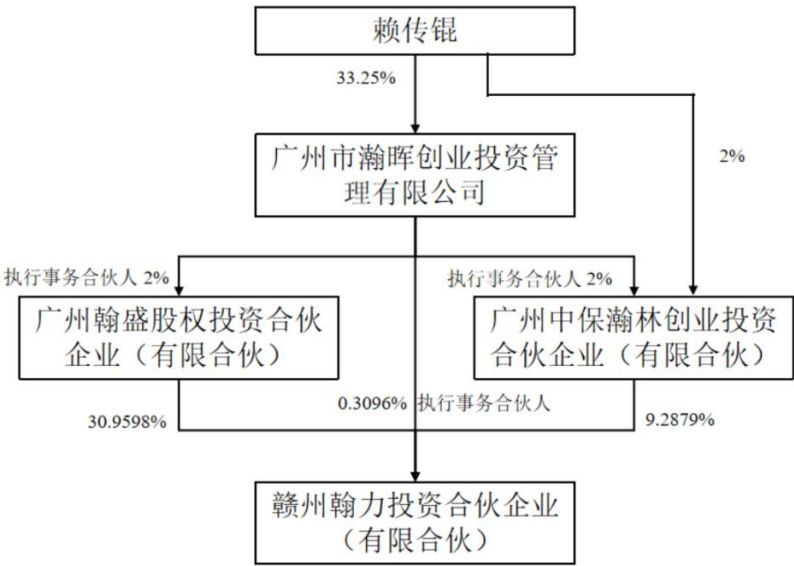 赖传锟
33.25%
2%
广州市瀚晖创业投资管
理有限公司
执行事务合伙人 2%
执行事务合伙人 2%
广州翰盛股权投资合伙
企业（有限合伙）
广州中保瀚林创业投资
合伙企业（有限合伙）
30.9598%
0.3096% 执行事务合伙人
9.2879%
赣州翰力投资合伙企业
（有限合伙）